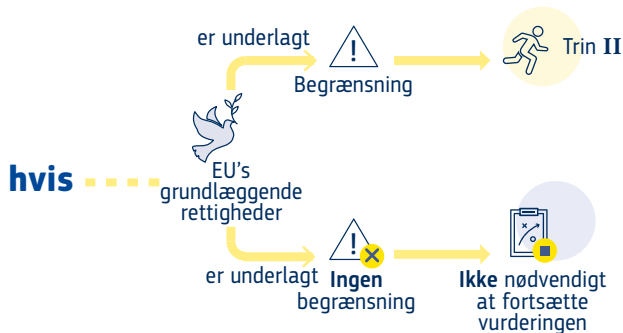 er underlagt
Begrænsning
Trin II
hvis
EU's
grundlæggende
rettigheder
er underlagt
Ingen
begrænsning
Ikke nødvendigt
at fortsætte
vurderingen